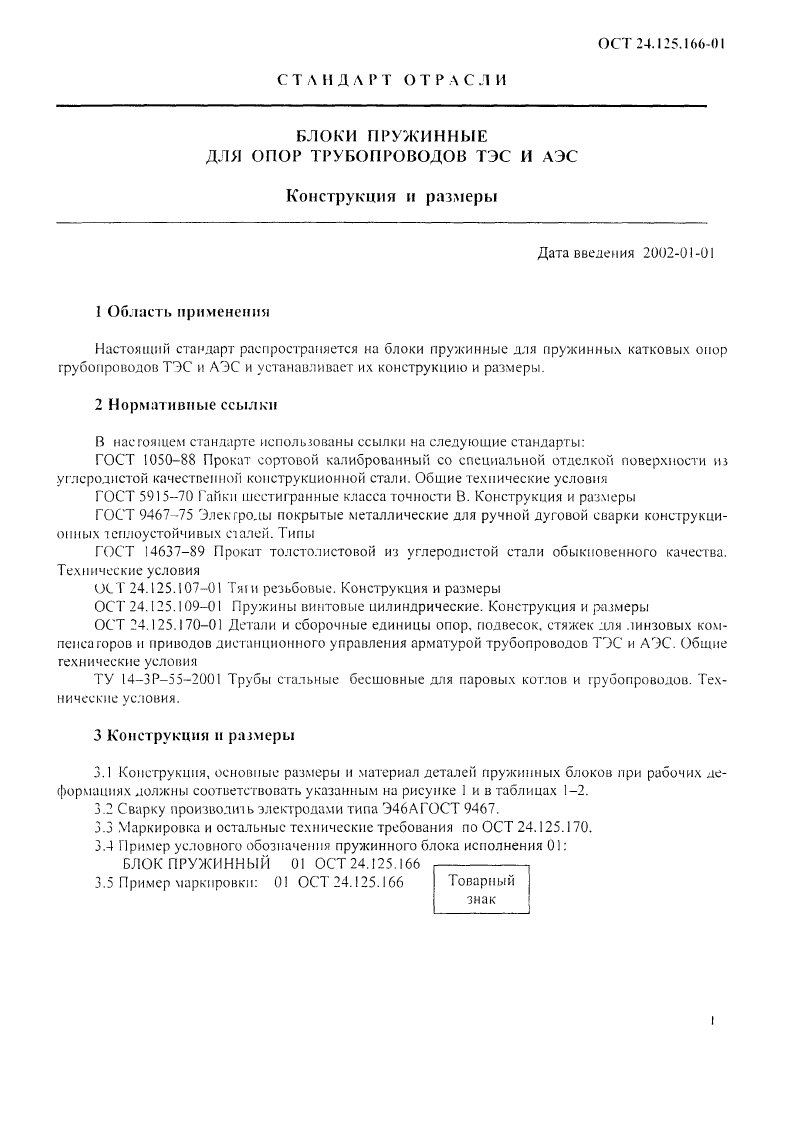 ОСТ 24.125.166-01
СТАНДАРТ ОТРАСЛИ
БЛОКИ ПРУЖИННЫЕ
ДЛЯ ОПОР ТРУБОПРОВОДОВ ТЭС И АЭС
Конструкция и размеры
Дата введения 2002-01-01
1 Область применения
Настоящий стандарт распространяется на блоки пружинные для пружинных катковых опор
трубопроводов ТЭС и АЭС и устанавливает их конструкцию и размеры.
2 Нормативные ссылки
В настоящем стандарте использованы ссылки на следующие стандарты:
ГОСТ 1050–88 Прокат сортовой калиброванный со специальной отделкой поверхности из
углеродистой качественной конструкционной стали. Общие технические условия
ГОСТ 5915–70 Гайки шестигранные класса точности В. Конструкция и размеры
ГОСТ 9467–75 Электроды покрытые металлические для ручной дуговой сварки конструкци-
онных теплоустойчивых сталей. Типы
ГОСТ 14637–89 Прокат толстолистовой из углеродистой стали обыкновенного качества.
Технические условия
ОСТ 24.125.107–01 Тяги резьбовые. Конструкция и размеры
ОСТ 24.125.109–01 Пружины винтовые цилиндрические. Конструкция и размеры
ОСТ 24.125.170–01 Детали и сборочные единицы опор, подвесок, стяжек для линзовых ком-
пенсаторов и приводов дистанционного управления арматурой трубопроводов ТЭС и АЭС. Общие
технические условия
ТУ 14–3Р–55–2001 Трубы стальные бесшовные для паровых котлов и трубопроводов. Тех-
нические условия.
3 Конструкция и размеры
3.1 Конструкция, основные размеры и материал деталей пружинных блоков при рабочих де-
формациях должны соответствовать указанным на рисунке 1 и в таблицах 1–2.
3.2 Сварку производить электродами типа Э46АГОСТ 9467.
3.3 Маркировка и остальные технические требования по ОСТ 24.125.170.
3.4 Пример условного обозначения пружинного блока исполнения 01:
БЛОК ПРУЖИННЫЙ 01 ОСТ 24.125.166
3.5 Пример маркировки: 01 ОСТ 24.125.166
Товарный
знак
1